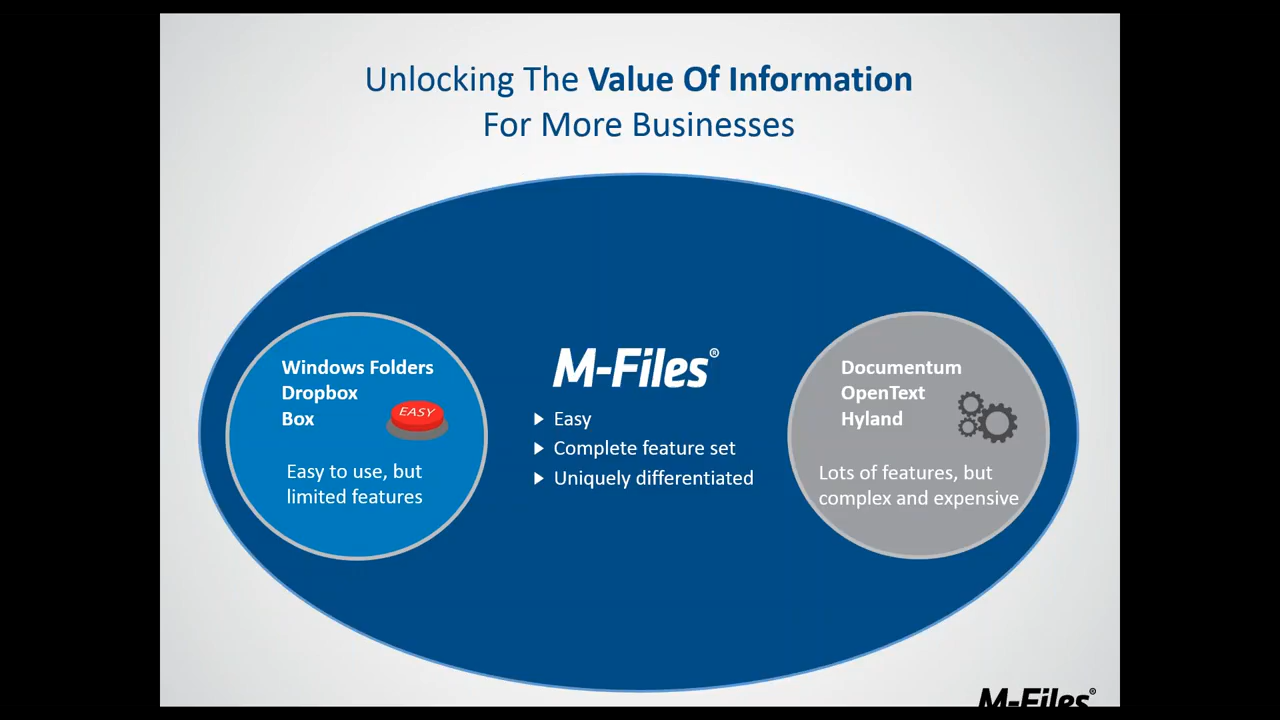 Unlocking The Value Of Information
For More Businesses
Windows Folders
Dropbox
Box
EASY
Easy to use, but
limited features
M-Files®
Easy
Complete feature set
Uniquely differentiated
Documentum
OpenText
Hyland
Lots of features, but
complex and expensive
M-Files®